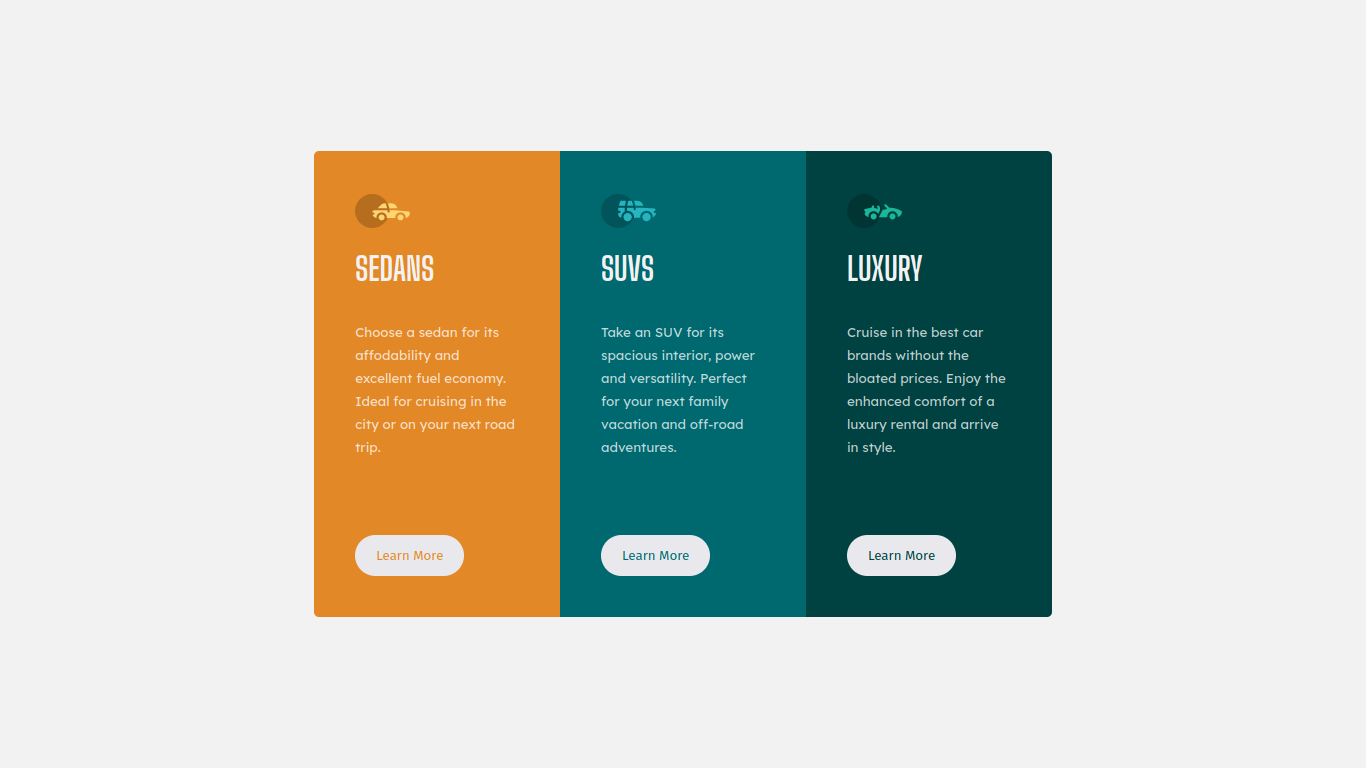 SEDANS
Choose a sedan for its
affodability and
excellent fuel economy.
Ideal for cruising in the
city or on your next road
trip.
Learn More
SUVS
Take an SUV for its
spacious interior, power
and versatility. Perfect
for your next family
vacation and off-road
adventures.
Learn More
LUXURY
Cruise in the best car
brands without the
bloated prices. Enjoy the
enhanced comfort of a
luxury rental and arrive
in style.
Learn More